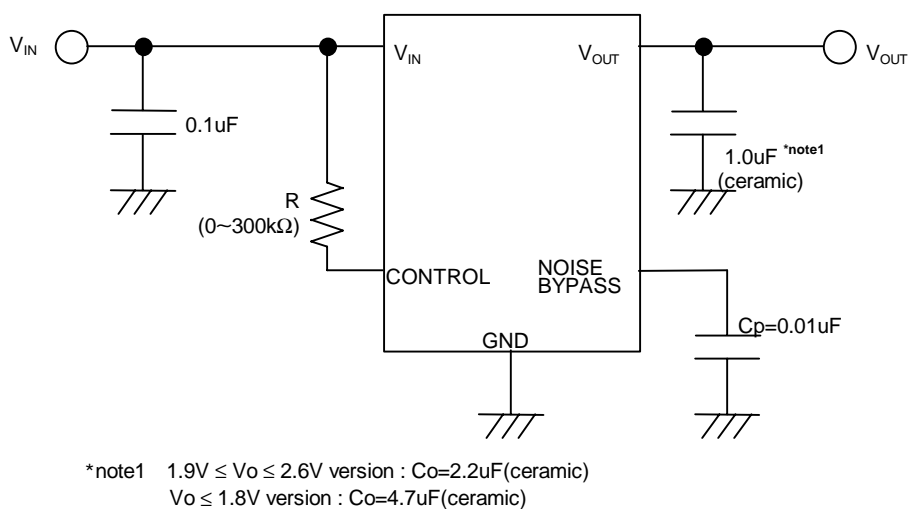 VIN
VIN
VOUT
VOUT
0.1uF
1.0uF *note1
(ceramic)
R
(0~300kΩ)
CONTROL
NOISE
BYPASS
Cp=0.01uF
GND
*note1 1.9V ≤ Vo ≤ 2.6V version : Co=2.2uF(ceramic)
Vo ≤ 1.8V version : Co=4.7uF(ceramic)